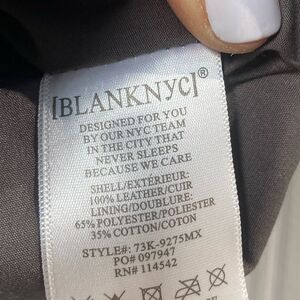 [BLANKNYC]®
DESIGNED FOR YOU
BY OUR NYC TEAM
IN THE CITY THAT
NEVER SLEEPS
BECAUSE WE CARE
SHELL/EXTÉRIEUR:
100% LEATHER/CUIR
LINING/DOUBLURE:
65% POLYESTER/POLIESTER
35% COTTON/COTON
STYLE#: 73K-9275MX
PO# 097947
RN# 114542